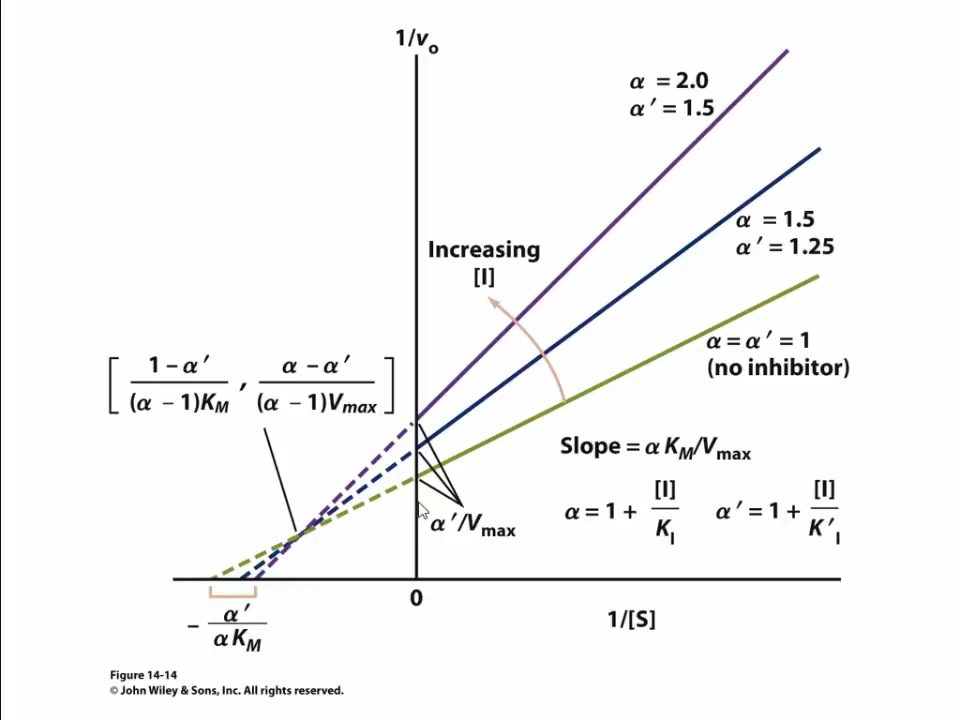 1/vo
α = 2.0
α′ = 1.5
α = 1.5
α′ = 1.25
Increasing
[I]
α = α′ = 1
(no inhibitor)
[ 1 – α′ / (α – 1)KM , α – α′ / (α – 1)Vmax ]
Slope = α KM/Vmax
α = 1 + [I] / KI
α′ = 1 + [I] / K′I
α′/Vmax
0
1/[S]
– α′ / α KM
Figure 14-14
© John Wiley & Sons, Inc. All rights reserved.